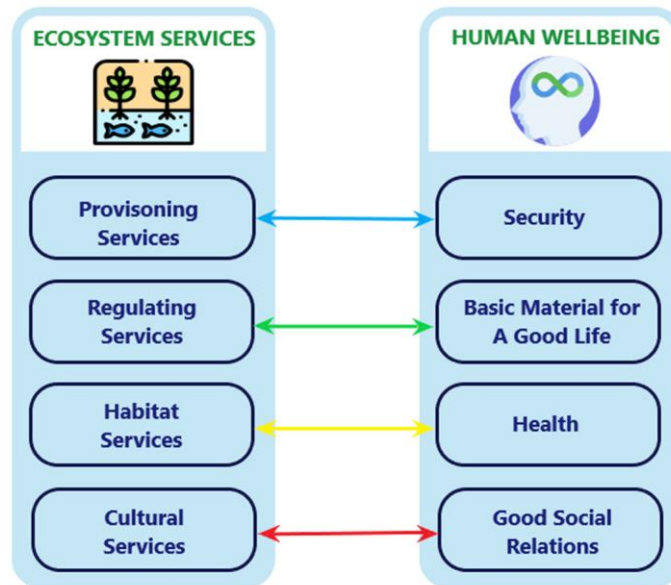 ECOSYSTEM SERVICES
HUMAN WELLBEING
Provisoning
Services
Security
Regulating
Services
Basic Material for
A Good Life
Habitat
Services
Health
Cultural
Services
Good Social
Relations